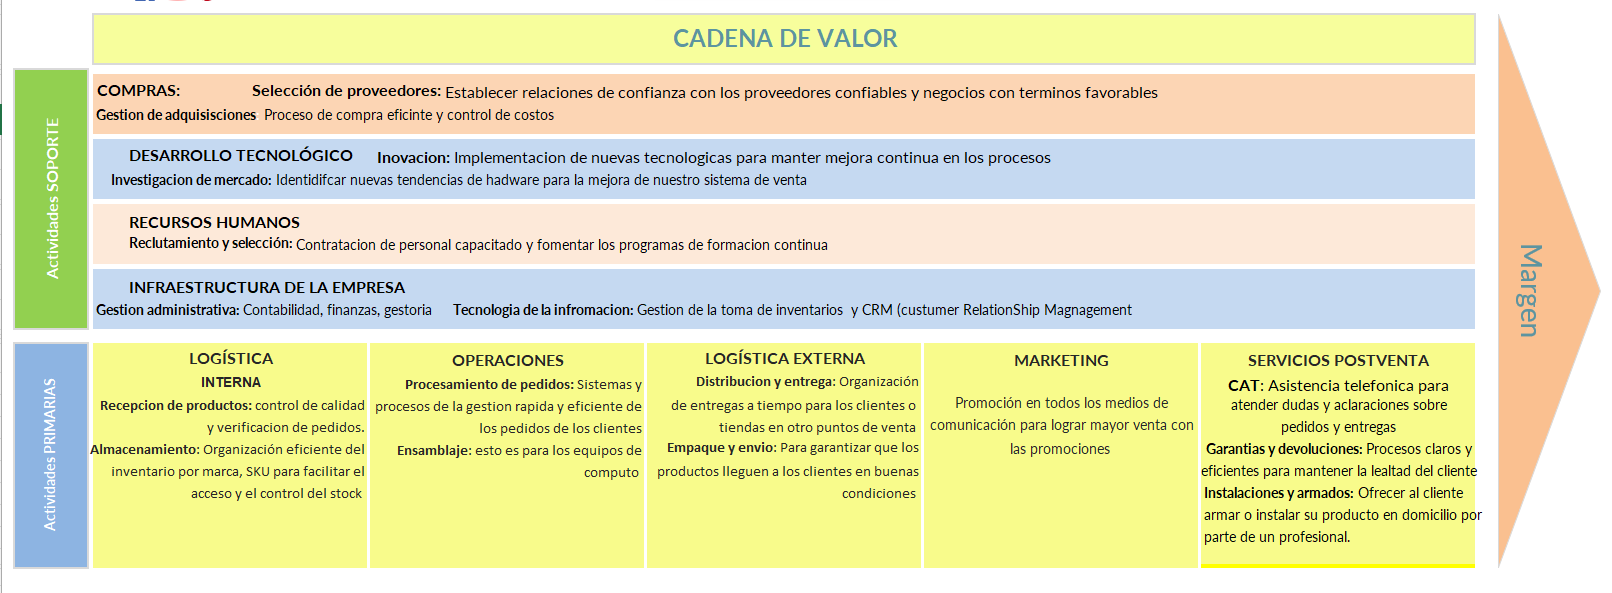 CADENA DE VALOR
Actividades SOPORTE
COMPRAS: Selección de proveedores: Establecer relaciones de confianza con los proveedores confiables y negocios con terminos favorables
Gestion de adquisisciones Proceso de compra eficinte y control de costos
DESARROLLO TECNOLÓGICO Inovacion: Implementacion de nuevas tecnologicas para manter mejora continua en los procesos
Investigacion de mercado: Identidifcar nuevas tendencias de hadware para la mejora de nuestro sistema de venta
RECURSOS HUMANOS
Reclutamiento y selección: Contratacion de personal capacitado y fomentar los programas de formacion continua
INFRAESTRUCTURA DE LA EMPRESA
Gestion administrativa: Contabilidad, finanzas, gestoria Tecnologia de la infromacion: Gestion de la toma de inventarios y CRM (custumer RelationShip Magnagement
Actividades PRIMARIAS
LOGÍSTICA
INTERNA
Recepcion de productos: control de calidad
y verificacion de pedidos.
Almacenamiento: Organización eficiente del
inventario por marca, SKU para facilitar el
acceso y el control del stock
OPERACIONES
Procesamiento de pedidos: Sistemas y
procesos de la gestion rapida y eficiente de
los pedidos de los clientes
Ensamblaje: esto es para los equipos de
computo
LOGÍSTICA EXTERNA
Distribucion y entrega: Organización
de entregas a tiempo para los clientes o
tiendas en otro puntos de venta
Empaque y envio: Para garantizar que los
productos lleguen a los clientes en buenas
condiciones
MARKETING
Promoción en todos los medios de
comunicación para lograr mayor venta con
las promociones
SERVICIOS POSTVENTA
CAT: Asistencia telefonica para
atender dudas y aclaraciones sobre
pedidos y entregas
Garantias y devoluciones: Procesos claros y
eficientes para mantener la lealtad del cliente
Instalaciones y armados: Ofrecer al cliente
armar o instalar su producto en domicilio por
parte de un profesional.
Margen